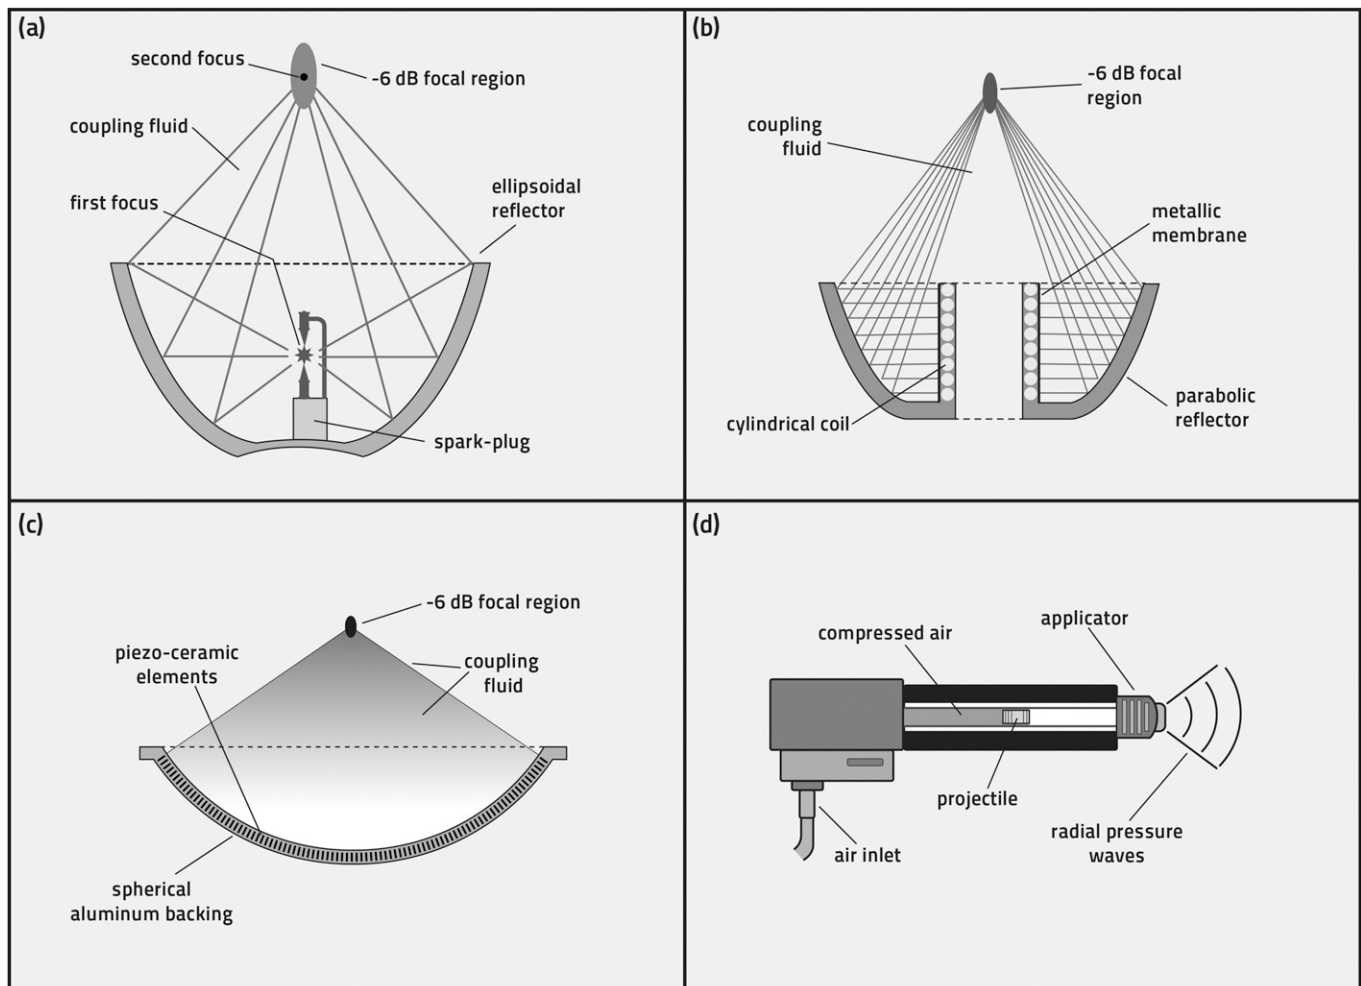 (a)
second focus
-6 dB focal region
coupling fluid
first focus
ellipsoidal
reflector
spark-plug
(b)
-6 dB focal
region
coupling
fluid
metallic
membrane
cylindrical coil
parabolic
reflector
(c)
-6 dB focal region
piezo-ceramic
elements
coupling
fluid
spherical
aluminum backing
(d)
compressed air
applicator
projectile
air inlet
radial pressure
waves